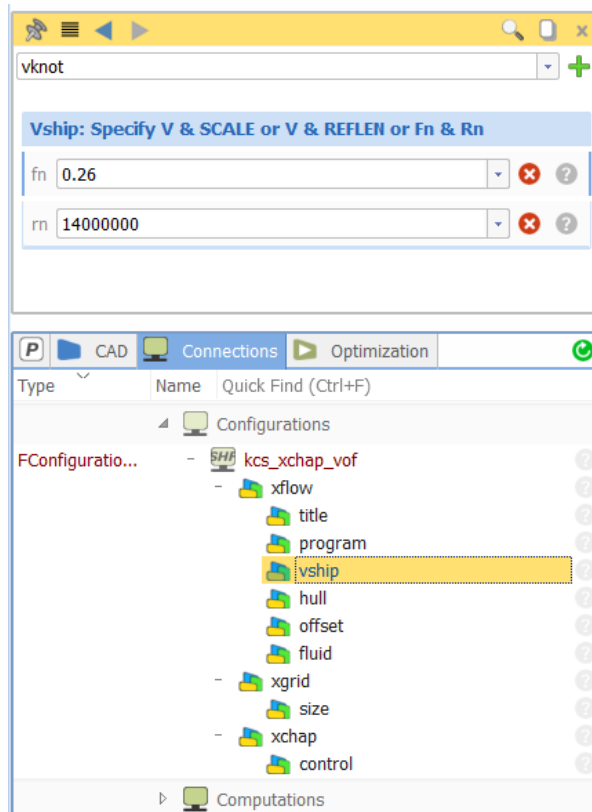 vknot
Vship: Specify V & SCALE or V & REFLEN or Fn & Rn
fn 0.26
rn 14000000
P CAD Connections Optimization
Type Name Quick Find (Ctrl+F)
Configurations
FConfiguratio... SHF kcs_xchap_vof
xflow
title
program
vship
hull
offset
fluid
xgrid
size
xchap
control
Computations